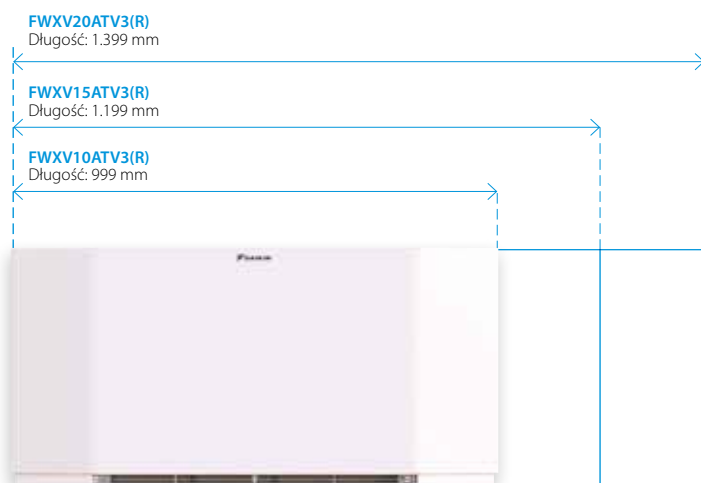 FWXV20ATV3(R)
Długość: 1.399 mm
FWXV15ATV3(R)
Długość: 1.199 mm
FWXV10ATV3(R)
Długość: 999 mm